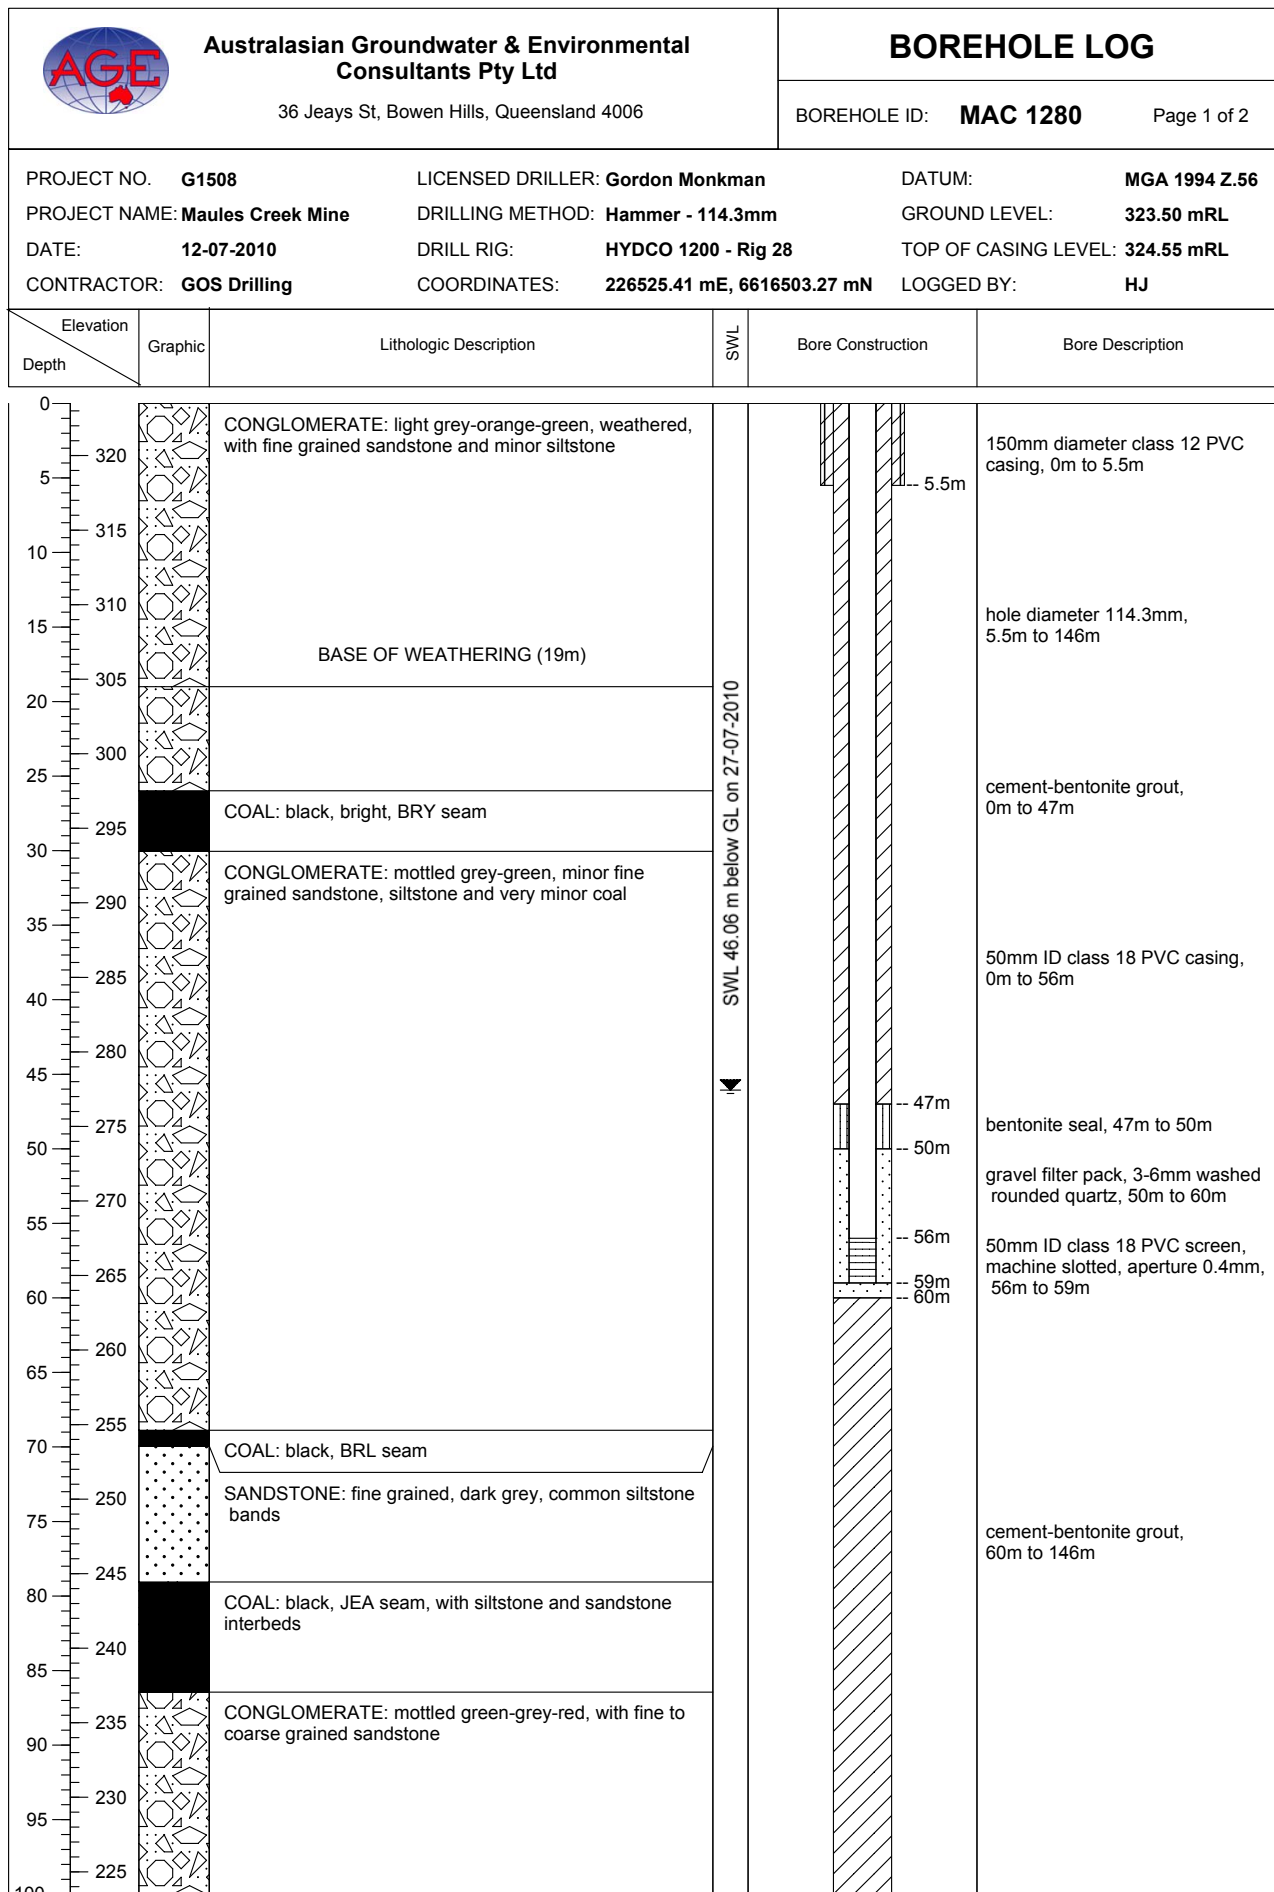 AGE
Australasian Groundwater & Environmental
Consultants Pty Ltd
36 Jeays St, Bowen Hills, Queensland 4006
BOREHOLE LOG
BOREHOLE ID: MAC 1280 Page 1 of 2
PROJECT NO. G1508
LICENSED DRILLER: Gordon Monkman
DATUM: MGA 1994 Z.56
PROJECT NAME: Maules Creek Mine
DRILLING METHOD: Hammer - 114.3mm
GROUND LEVEL: 323.50 mRL
DATE: 12-07-2010
DRILL RIG: HYDCO 1200 - Rig 28
TOP OF CASING LEVEL: 324.55 mRL
CONTRACTOR: GOS Drilling
COORDINATES: 226525.41 mE, 6616503.27 mN
LOGGED BY: HJ
Elevation
Depth
Graphic
Lithologic Description
SWL
Bore Construction
Bore Description
0
320
5
315
10
310
15
305
20
300
25
295
30
290
35
285
40
280
45
275
50
270
55
265
60
260
65
255
70
250
75
245
80
240
85
235
90
230
95
225
100
CONGLOMERATE: light grey-orange-green, weathered,
with fine grained sandstone and minor siltstone
BASE OF WEATHERING (19m)
COAL: black, bright, BRY seam
CONGLOMERATE: mottled grey-green, minor fine
grained sandstone, siltstone and very minor coal
COAL: black, BRL seam
SANDSTONE: fine grained, dark grey, common siltstone
bands
COAL: black, JEA seam, with siltstone and sandstone
interbeds
CONGLOMERATE: mottled green-grey-red, with fine to
coarse grained sandstone
SWL 46.06 m below GL on 27-07-2010
-- 5.5m
-- 47m
-- 50m
-- 56m
-- 59m
-- 60m
150mm diameter class 12 PVC
casing, 0m to 5.5m
hole diameter 114.3mm,
5.5m to 146m
cement-bentonite grout,
0m to 47m
50mm ID class 18 PVC casing,
0m to 56m
bentonite seal, 47m to 50m
gravel filter pack, 3-6mm washed
rounded quartz, 50m to 60m
50mm ID class 18 PVC screen,
machine slotted, aperture 0.4mm,
56m to 59m
cement-bentonite grout,
60m to 146m